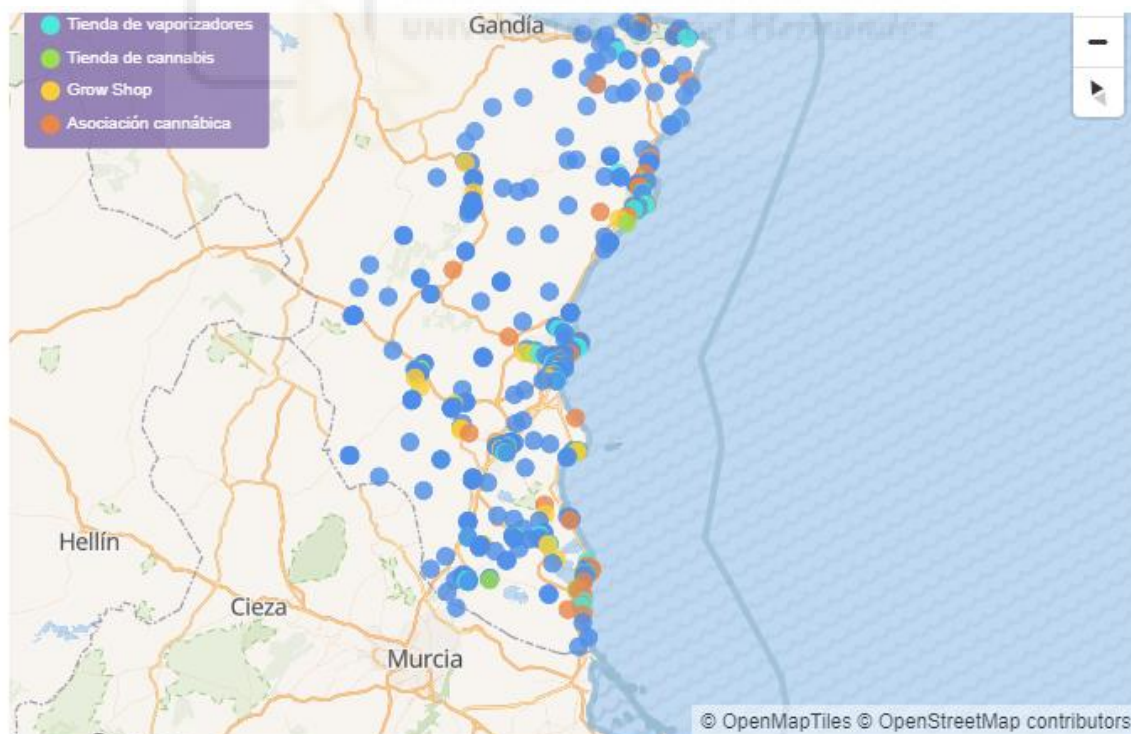 Tienda de vaporizadores
Tienda de cannabis
Grow Shop
Asociación cannábica
Gandía
Hellín
Cieza
Murcia
© OpenMapTiles © OpenStreetMap contributors